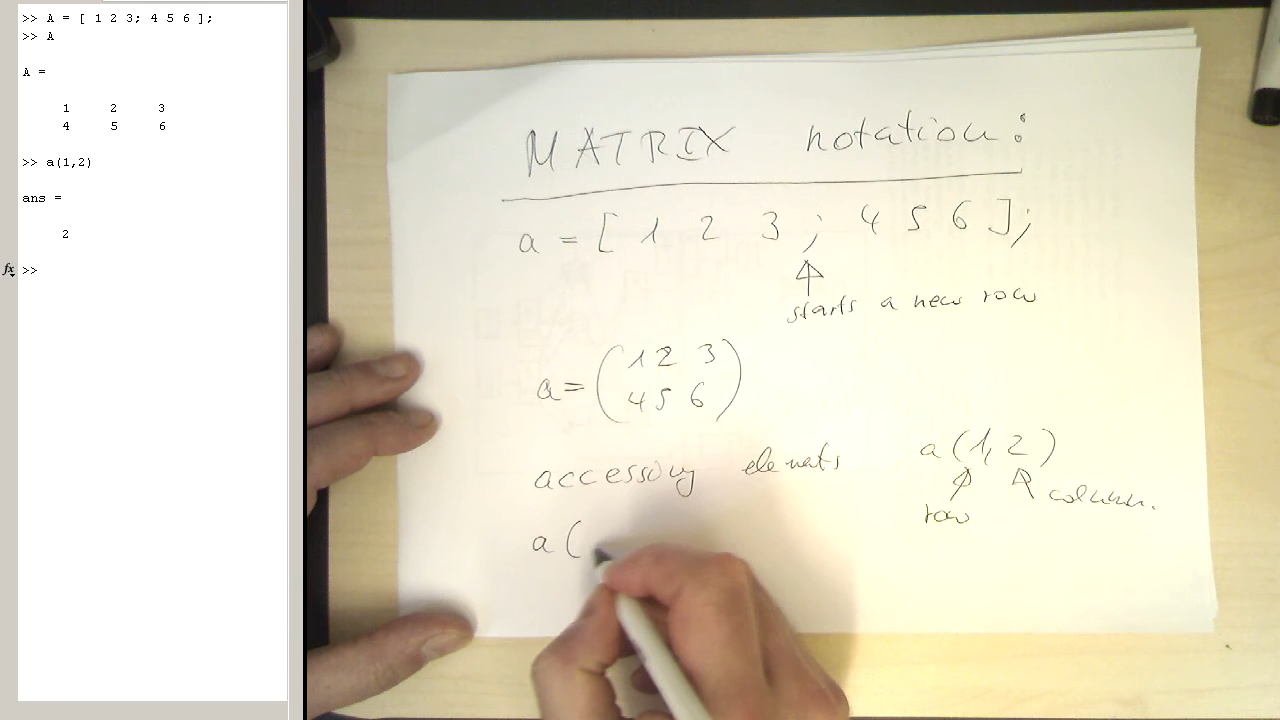 >> A = [ 1 2 3; 4 5 6 ];
>> A
A =
1 2 3
4 5 6
>> a(1,2)
ans =
2
fx >>
MATRIX notation:
a = [ 1 2 3 ; 4 5 6 ];
starts a new row
a = ( 1 2 3
4 5 6 )
accessing elements a(1,2)
row column.
a (